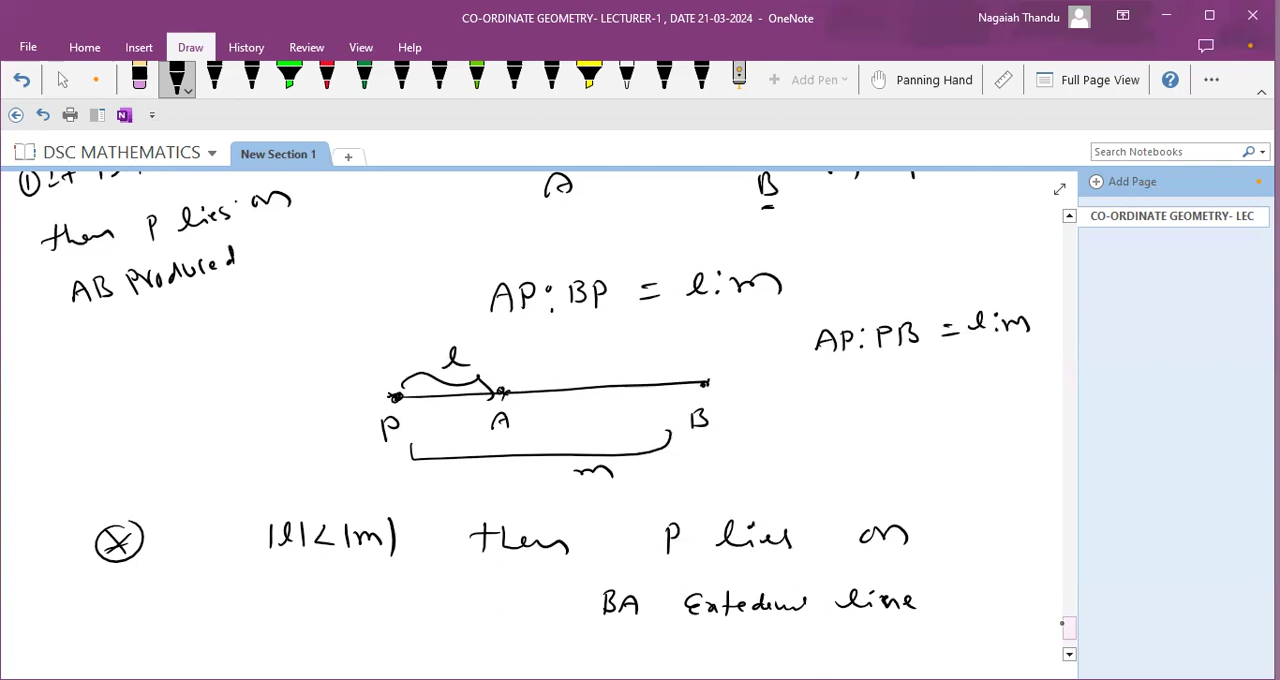 CO-ORDINATE GEOMETRY- LECTURER-1 , DATE 21-03-2024 - OneNote
Nagaiah Thandu
File Home Insert Draw History Review View Help
Add Pen
Panning Hand
Full Page View
DSC MATHEMATICS
New Section 1
Search Notebooks
Add Page
CO-ORDINATE GEOMETRY- LEC
①
A B
then P lies on
AB Produced
AP:BP = l:m
AP:PB = l:m
l
P A B
m
|l|<|m| then P lies on
BA line